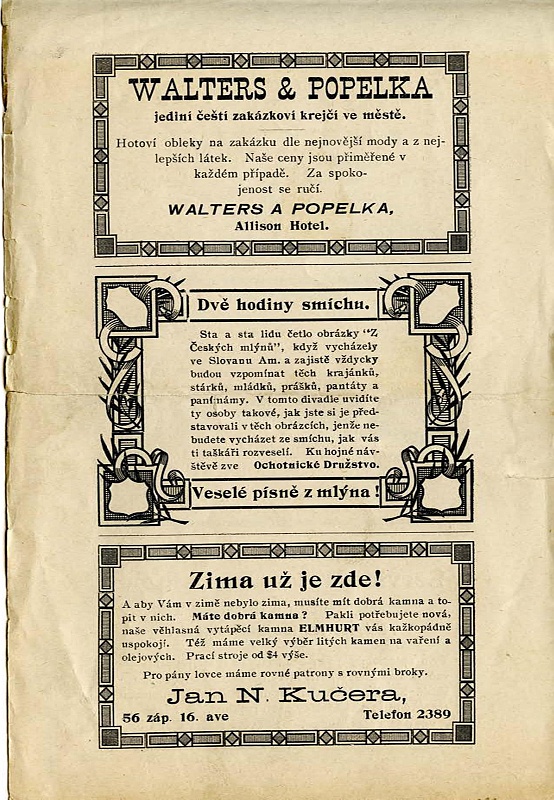 WALTERS & POPELKA
jediní čeští zakázkoví krejčí ve městě.
Hotoví obleky na zakázku dle nejnovější mody a z nej-
lepších látek. Naše ceny jsou přiměřené v
každém případě. Za spoko-
jenost se ručí.
WALTERS A POPELKA,
Allison Hotel.
Dvě hodiny smíchu.
Sta a sta lidu četlo obrázky "Z
Českých mlýnů", když vycházely
ve Slovanu Am. a zajistě vždycky
budou vzpomínat těch krajánků,
stárků, mládků, prášků, pantáty a
panímámy. V tomto divadle uvidíte
ty osoby takové, jak jste si je před-
stavovali v těch obrázcích, jenže ne-
budete vycházet ze smíchu, jak vás
ti taškáři rozveselí. Ku hojné náv-
štěvě zve Ochotnické Družstvo.
Veselé písně z mlýna!
Zima už je zde!
A aby Vám v zimě nebylo zima, musíte mít dobrá kamna a to-
pit v nich. Máte dobrá kamna? Pakli potřebujete nová,
naše věhlasná vytápěcí kamna ELMHURT vás každopádně
uspokojí. Též máme velký výběr litých kamen na vaření a
olejových. Prací stroje od $4 výše.
Pro pány lovce máme rovné patrony s rovnými broky.
Jan N. Kučera,
56 záp. 16. ave Telefon 2389